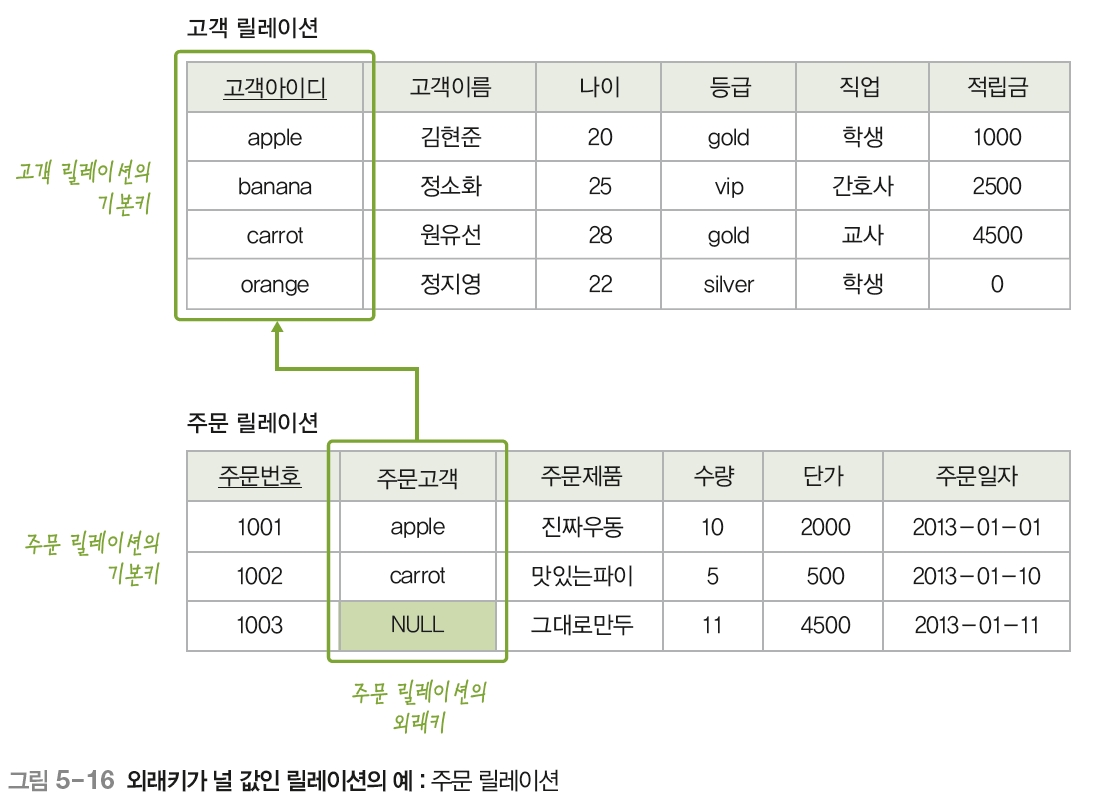 고객 릴레이션
고객아이디 고객이름 나이 등급 직업 적립금
apple 김현준 20 gold 학생 1000
banana 정소화 25 vip 간호사 2500
carrot 원유선 28 gold 교사 4500
orange 정지영 22 silver 학생 0
고객 릴레이션의
기본키
주문 릴레이션
주문번호 주문고객 주문제품 수량 단가 주문일자
1001 apple 진짜우동 10 2000 2013-01-01
1002 carrot 맛있는파이 5 500 2013-01-10
1003 NULL 그대로만두 11 4500 2013-01-11
주문 릴레이션의
기본키
주문 릴레이션의
외래키
그림 5-16 외래키가 널 값인 릴레이션의 예 : 주문 릴레이션